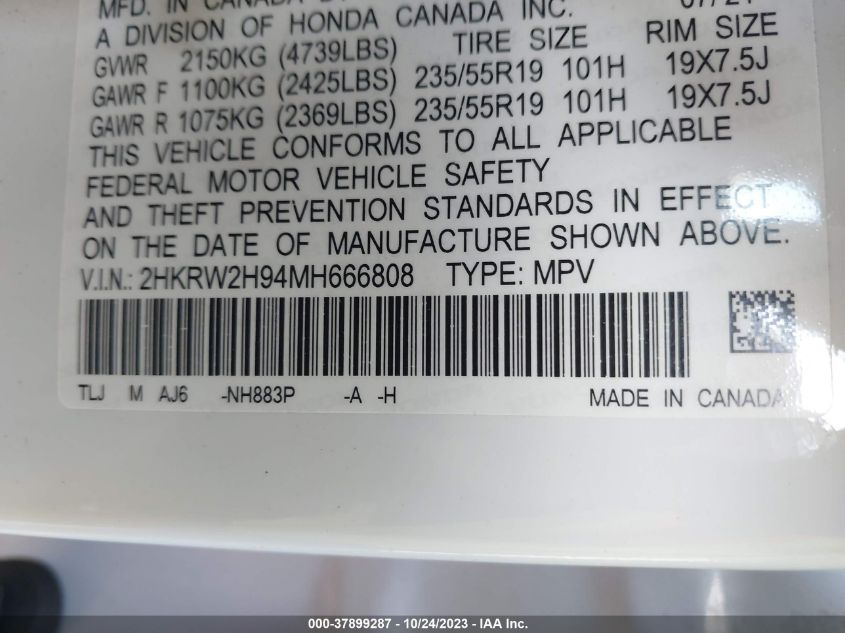 MFD. IN CANADA
A DIVISION OF HONDA CANADA INC.
TIRE SIZE RIM SIZE
GVWR 2150KG (4739LBS)
GAWR F 1100KG (2425LBS) 235/55R19 101H 19X7.5J
GAWR R 1075KG (2369LBS) 235/55R19 101H 19X7.5J
THIS VEHICLE CONFORMS TO ALL APPLICABLE
FEDERAL MOTOR VEHICLE SAFETY
AND THEFT PREVENTION STANDARDS IN EFFECT
ON THE DATE OF MANUFACTURE SHOWN ABOVE.
V.I.N.: 2HKRW2H94MH666808 TYPE: MPV
TLJ M AJ6 -NH883P -A -H MADE IN CANADA
000-37899287 - 10/24/2023 - IAA Inc.